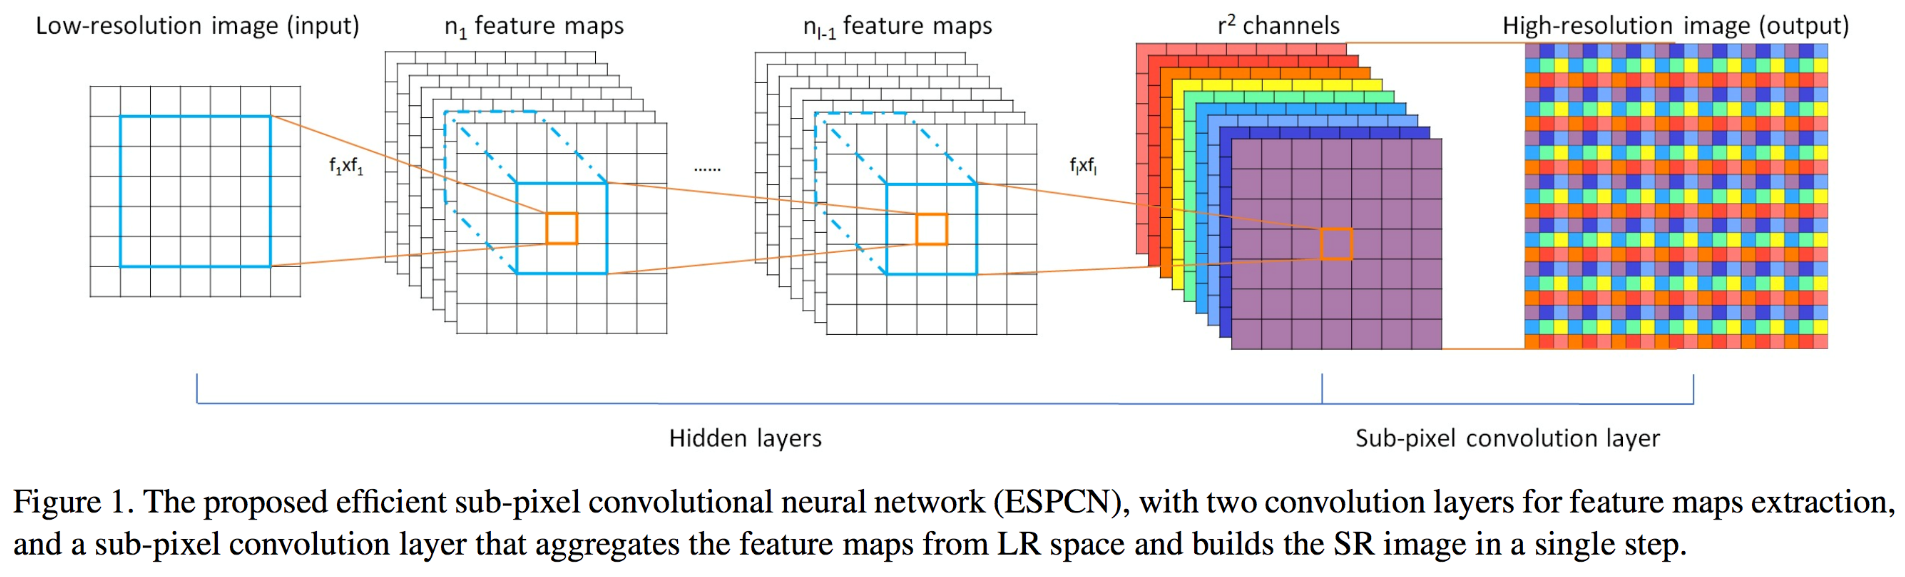 Low-resolution image (input)
n1 feature maps
nl-1 feature maps
r2 channels
High-resolution image (output)
f1xf1
......
flxfl
Hidden layers
Sub-pixel convolution layer
Figure 1. The proposed efficient sub-pixel convolutional neural network (ESPCN), with two convolution layers for feature maps extraction,
and a sub-pixel convolution layer that aggregates the feature maps from LR space and builds the SR image in a single step.